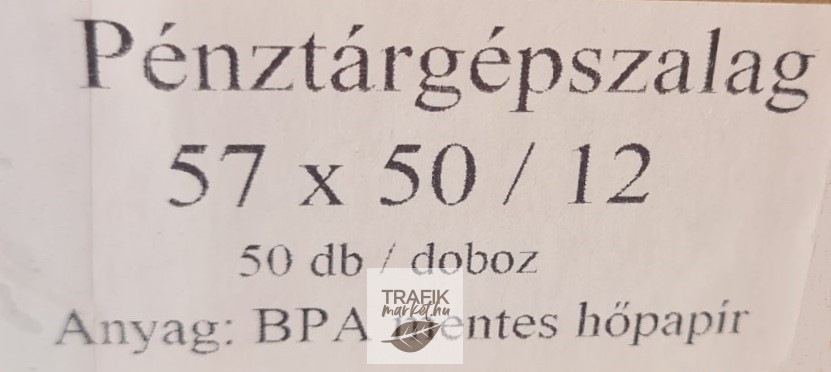 Pénztárgépszalag
57 x 50 / 12
50 db / doboz
TRAFIK
market.hu
Anyag: BPA mentes hőpapír